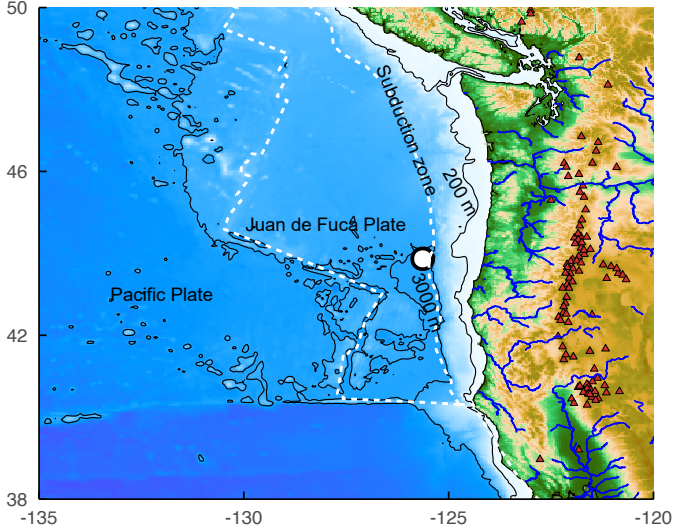 50
46
42
38
-135
-130
-125
-120
Subduction zone
200 m
Juan de Fuca Plate
3000 m
Pacific Plate